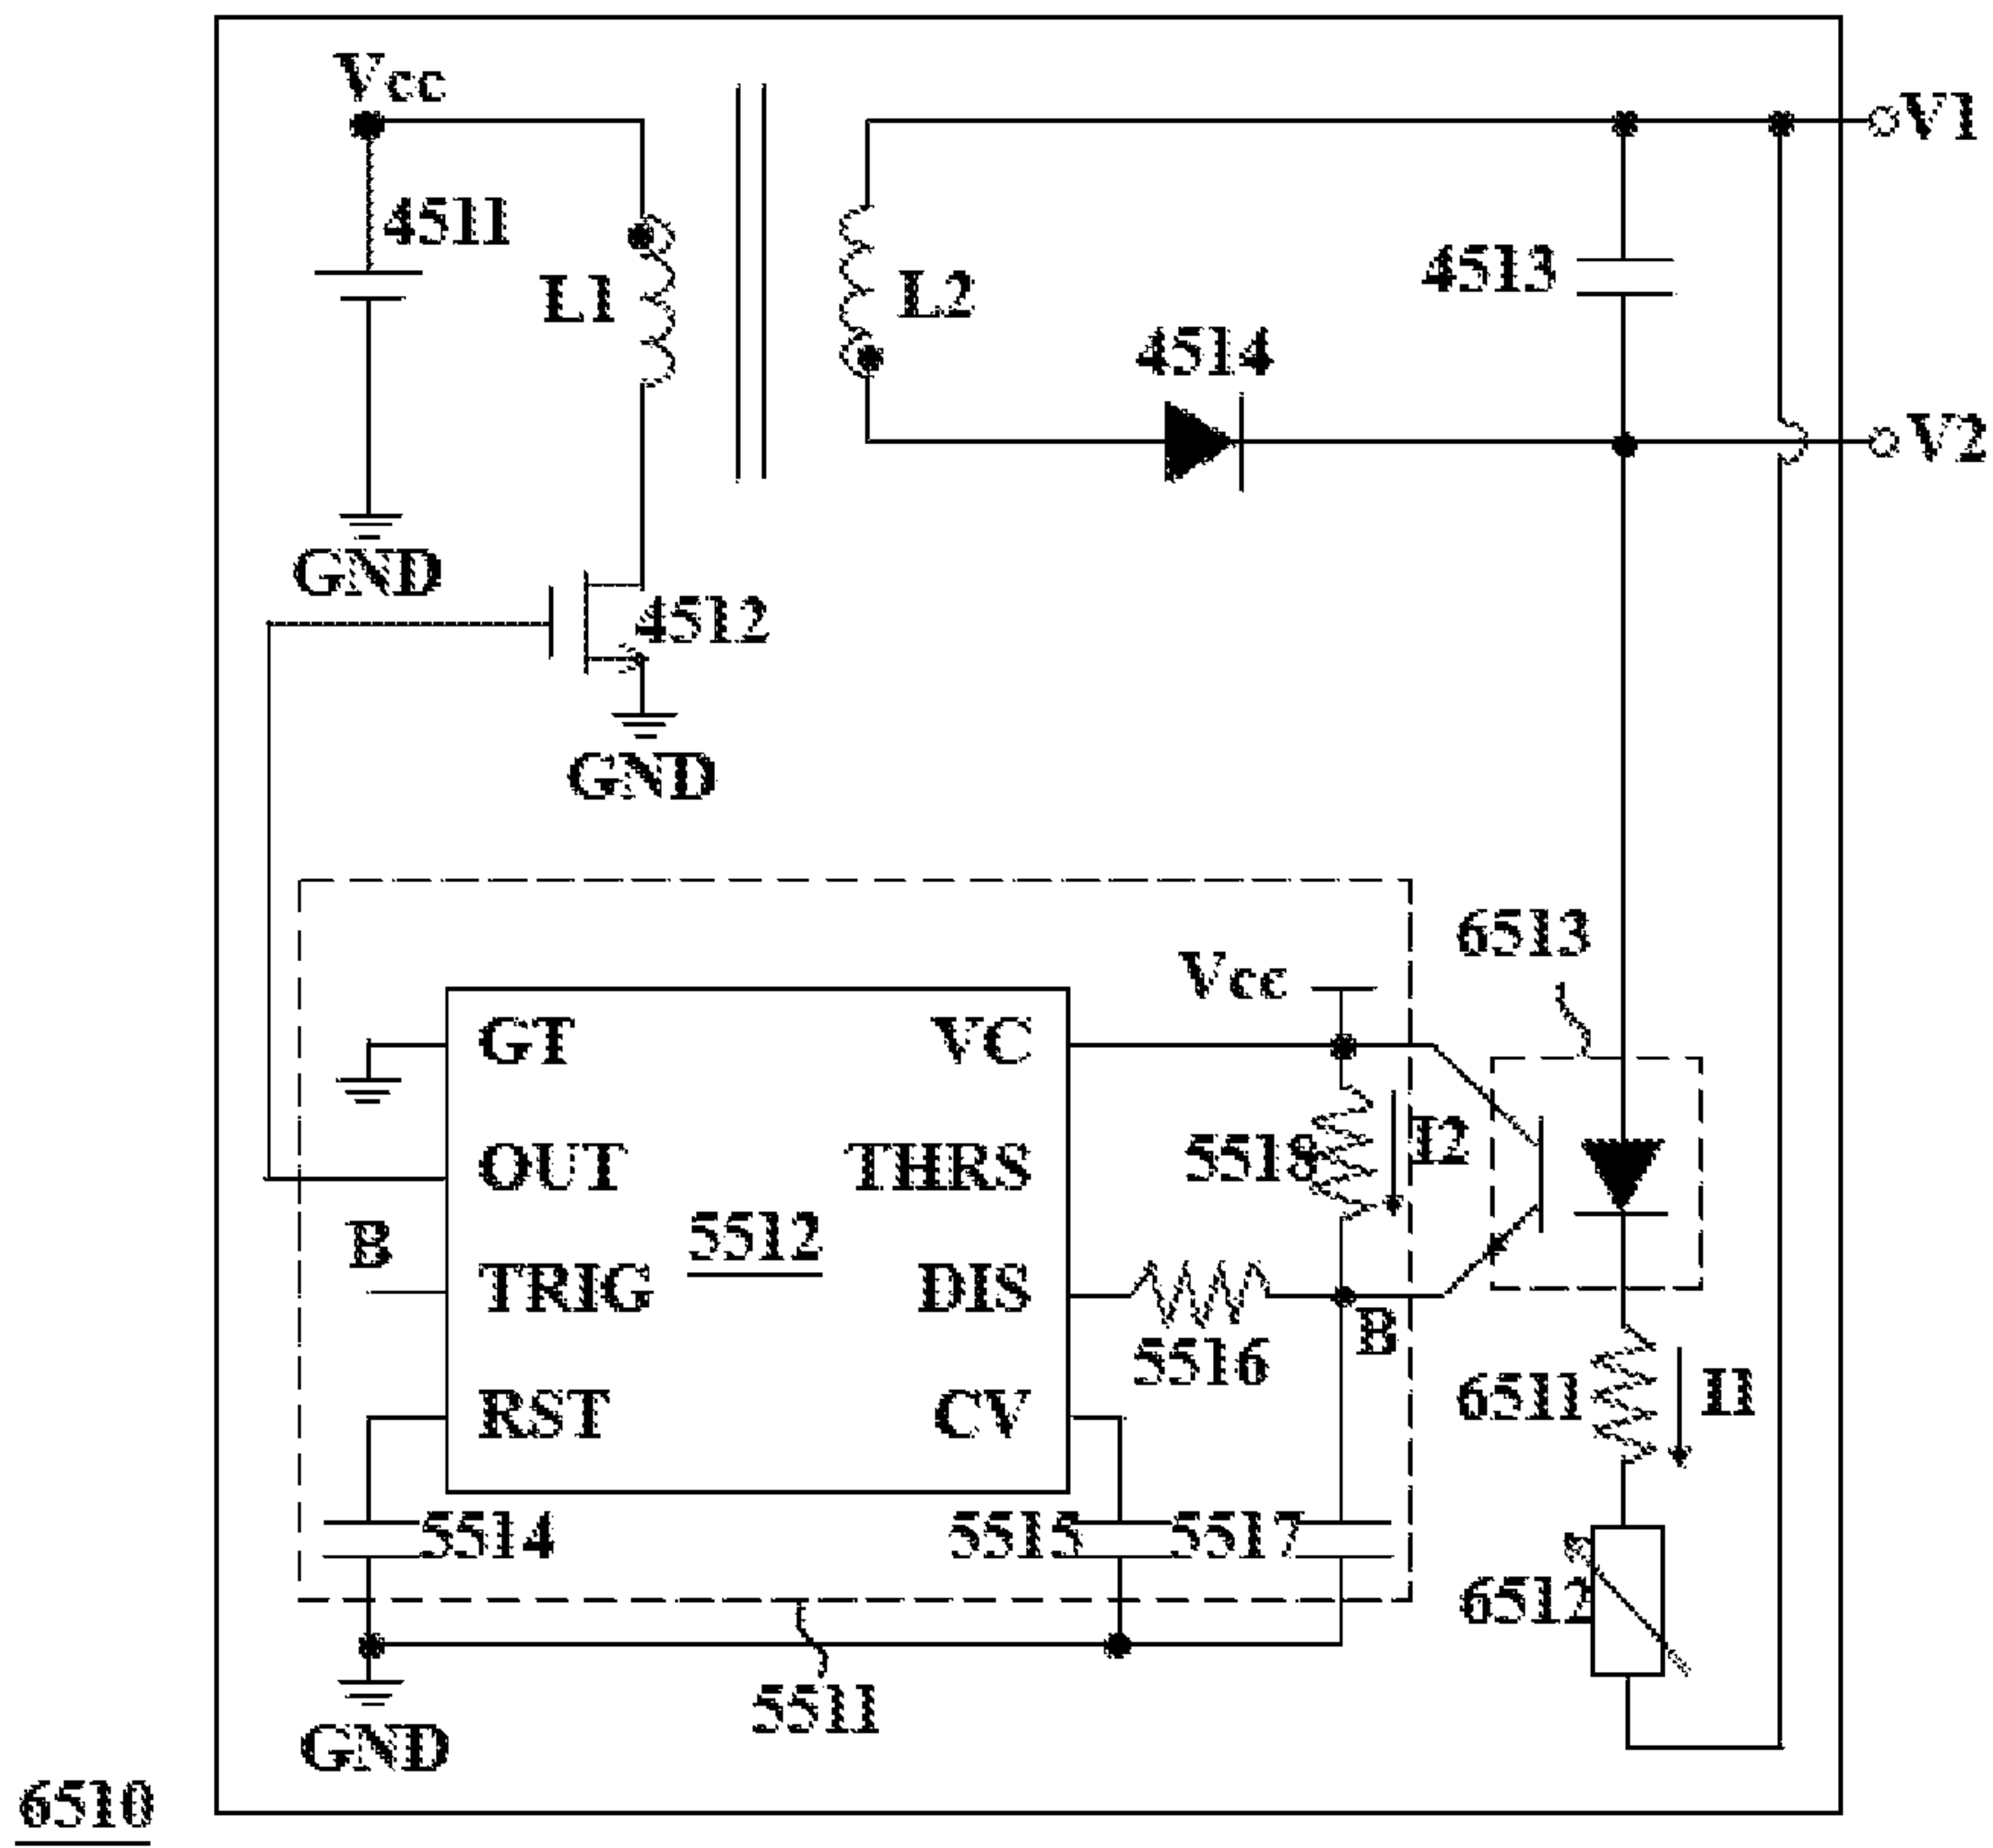 Vcc
V1
4511
L1
L2
4513
4514
V2
GND
4512
GND
6513
Vcc
GT
VC
OUT
THRS
5518
I2
B
5512
TRIG
DIS
B
5516
6511
I1
RST
CV
5514
5515
5517
6512
5511
GND
6510